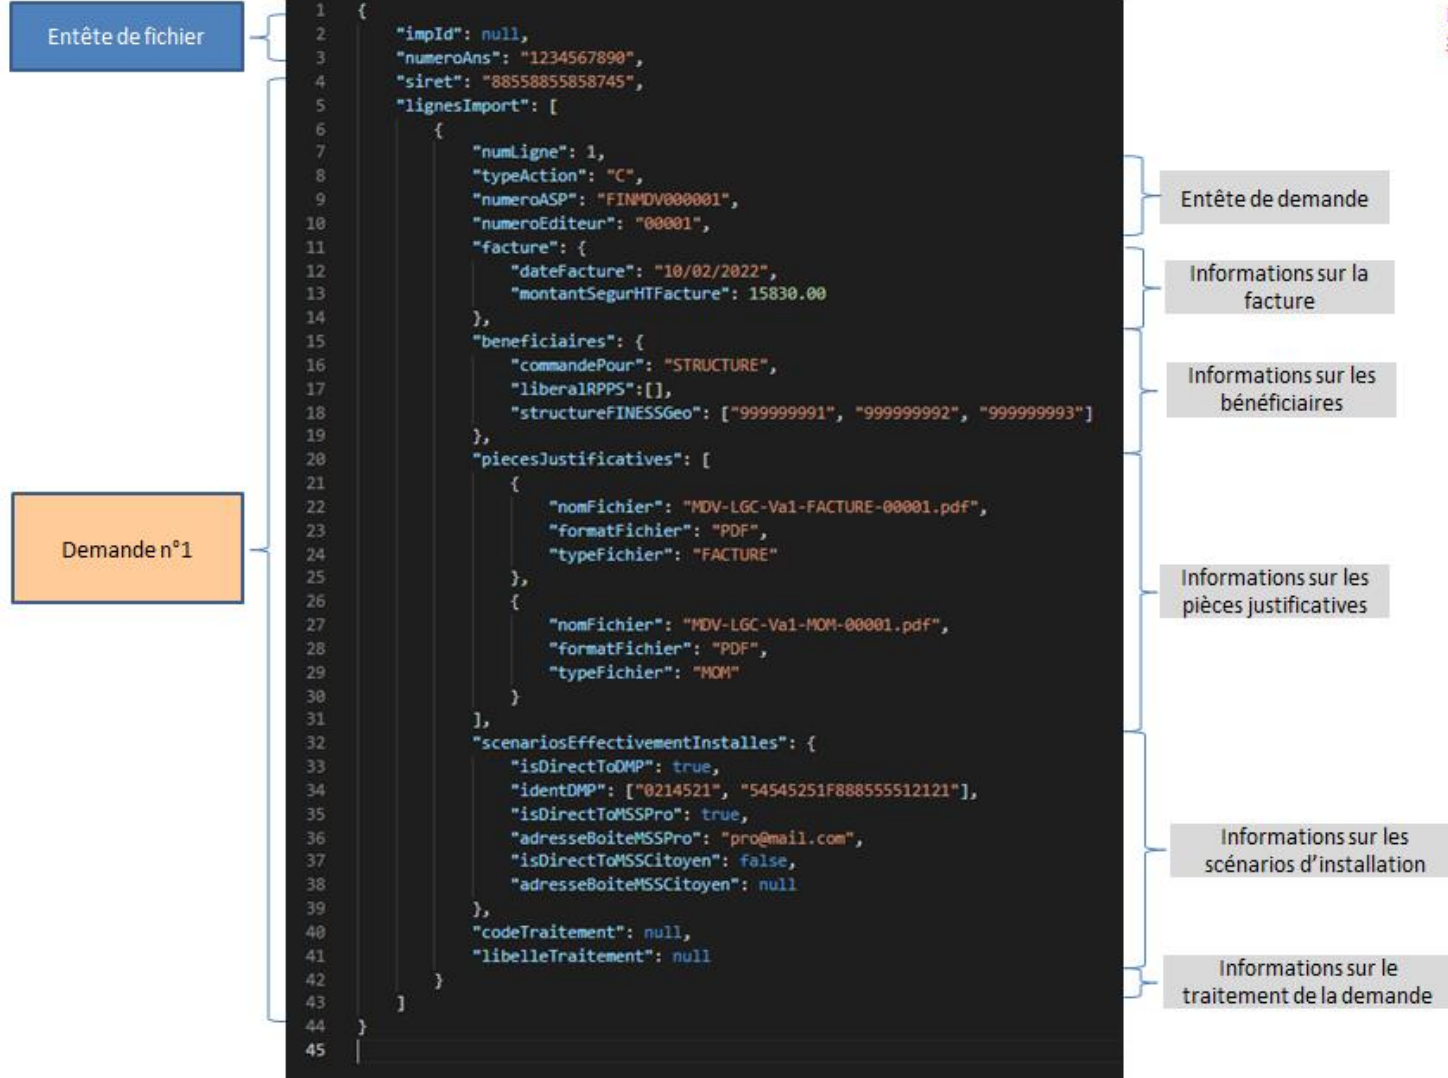 Entête de fichier
Demande n°1
1 {
2 "impId": null,
3 "numeroAns": "1234567890",
4 "siret": "88558855858745",
5 "lignesImport": [
6 {
7 "numLigne": 1,
8 "typeAction": "C",
9 "numeroASP": "FINMDV000001",
10 "numeroEditeur": "00001",
11 "facture": {
12 "dateFacture": "10/02/2022",
13 "montantSegurHTFacture": 15830.00
14 },
15 "beneficiaires": {
16 "commandePour": "STRUCTURE",
17 "liberalRPPS":[],
18 "structureFINESSGeo": ["999999991", "999999992", "999999993"]
19 },
20 "piecesJustificatives": [
21 {
22 "nomFichier": "MDV-LGC-Va1-FACTURE-00001.pdf",
23 "formatFichier": "PDF",
24 "typeFichier": "FACTURE"
25 },
26 {
27 "nomFichier": "MDV-LGC-Va1-MOM-00001.pdf",
28 "formatFichier": "PDF",
29 "typeFichier": "MOM"
30 }
31 ],
32 "scenariosEffectivementInstalles": {
33 "isDirectToDMP": true,
34 "identDMP": ["0214521", "54545251F888555512121"],
35 "isDirectToMSSPro": true,
36 "adresseBoiteMSSPro": "pro@mail.com",
37 "isDirectToMSSCitoyen": false,
38 "adresseBoiteMSSCitoyen": null
39 },
40 "codeTraitement": null,
41 "libelleTraitement": null
42 }
43 ]
44 }
45
Entête de demande
Informations sur la
facture
Informations sur les
bénéficiaires
Informations sur les
pièces justificatives
Informations sur les
scénarios d'installation
Informations sur le
traitement de la demande